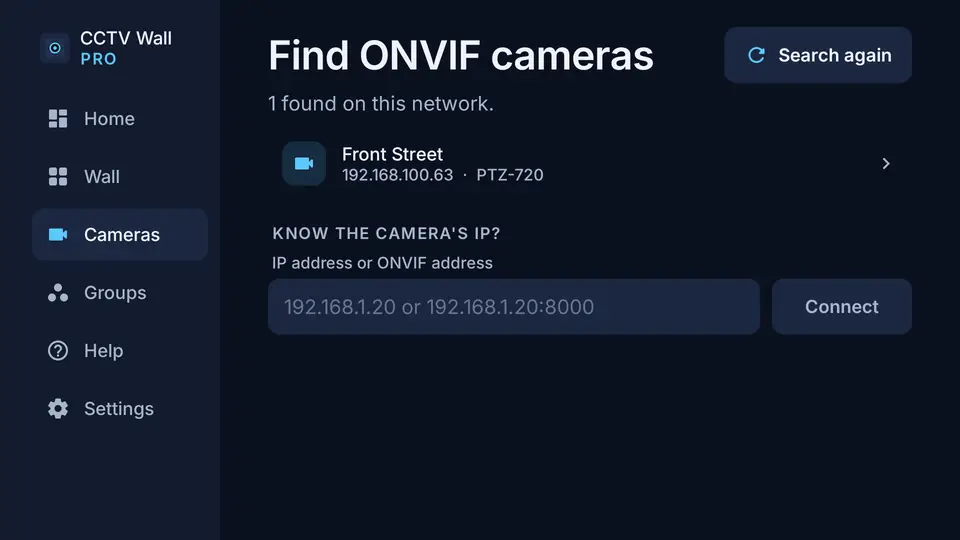 CCTV Wall
PRO
Home
Wall
Cameras
Groups
Help
Settings
Find ONVIF cameras
Search again
1 found on this network.
Front Street
192.168.100.63 · PTZ-720
KNOW THE CAMERA'S IP?
IP address or ONVIF address
192.168.1.20 or 192.168.1.20:8000
Connect